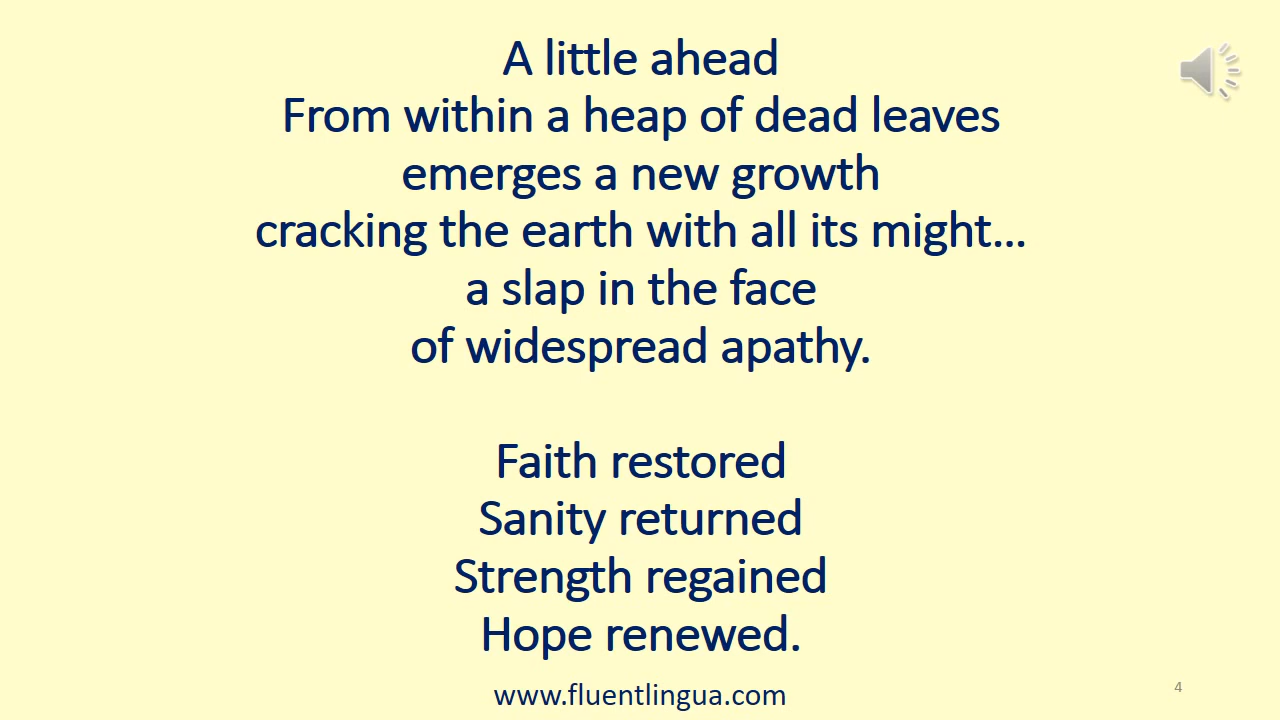 A little ahead
From within a heap of dead leaves
emerges a new growth
cracking the earth with all its might…
a slap in the face
of widespread apathy.
Faith restored
Sanity returned
Strength regained
Hope renewed.
www.fluentlingua.com
4